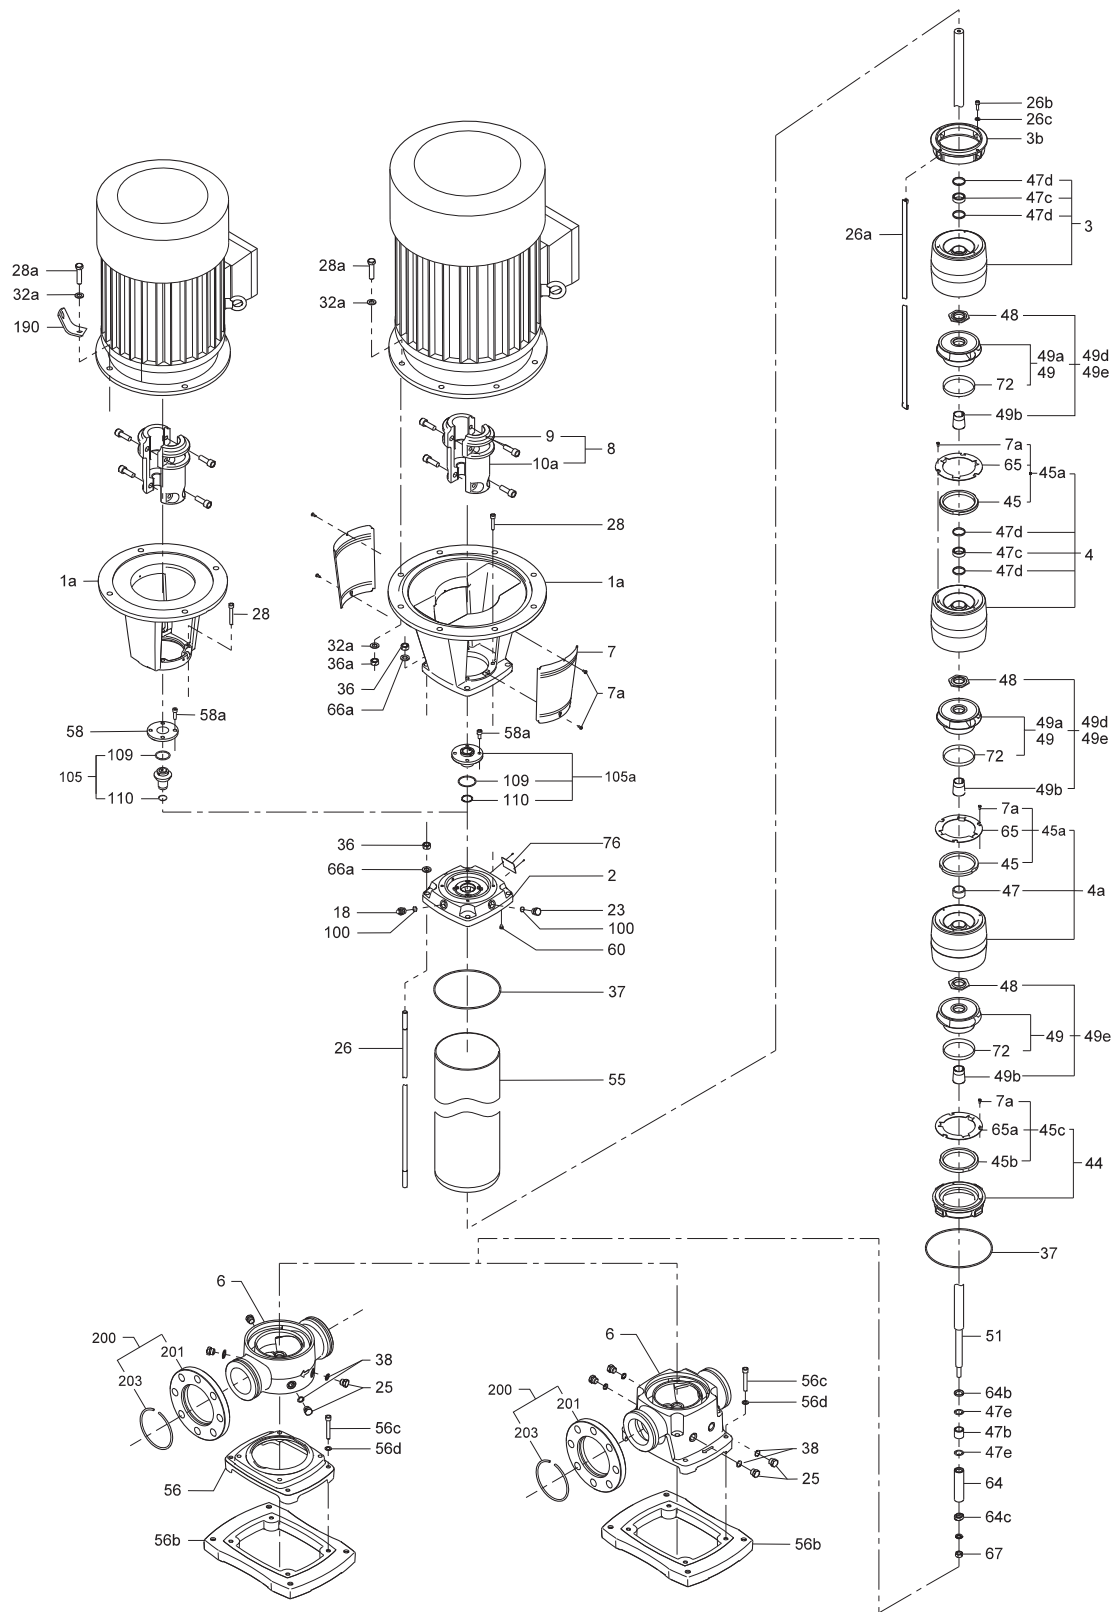 28a
32a
190
28a
32a
9
8
10a
28
1a
1a
28
32a
36a
36
66a
7
7a
58
58a
109
105
110
58a
109
105a
110
36
66a
76
2
18
100
23
100
60
37
26
55
26b
26c
3b
26a
47d
47c
47d
3
48
49a
49
49d
49e
72
49b
7a
65
45a
45
47d
47c
47d
4
48
49a
49
49d
49e
72
49b
7a
65
45a
45
47
4a
48
49
49e
72
49b
7a
65a
45c
45b
44
37
51
64b
47e
47b
47e
64
64c
67
6
200
201
203
38
25
56c
56d
56
56b
6
200
201
203
56c
56d
38
25
56b